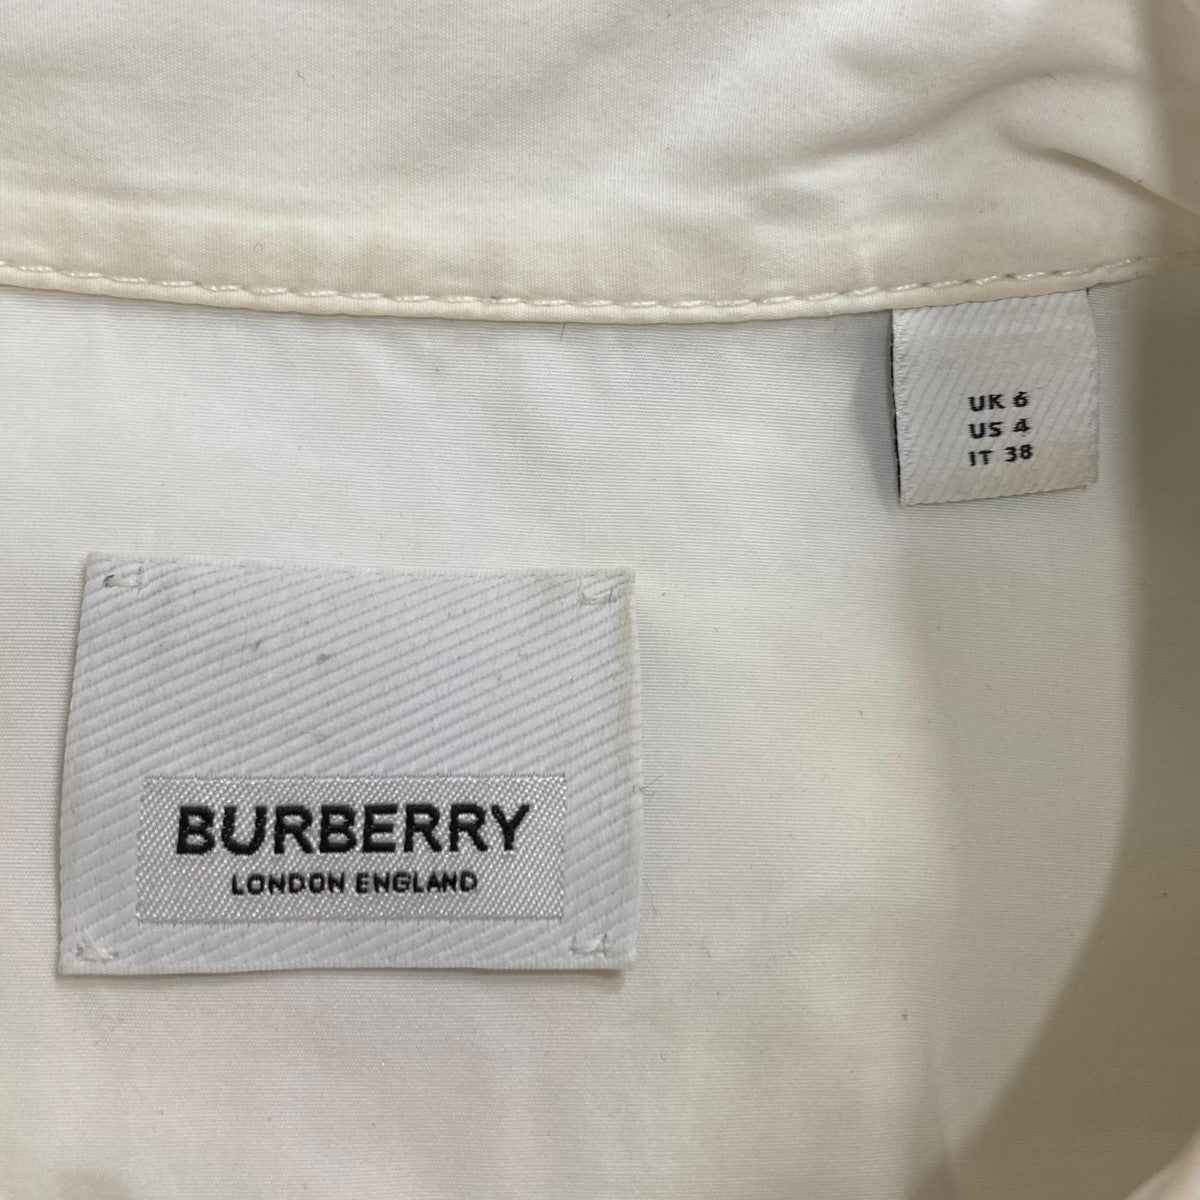 UK 6
US 4
IT 38
BURBERRY
LONDON ENGLAND